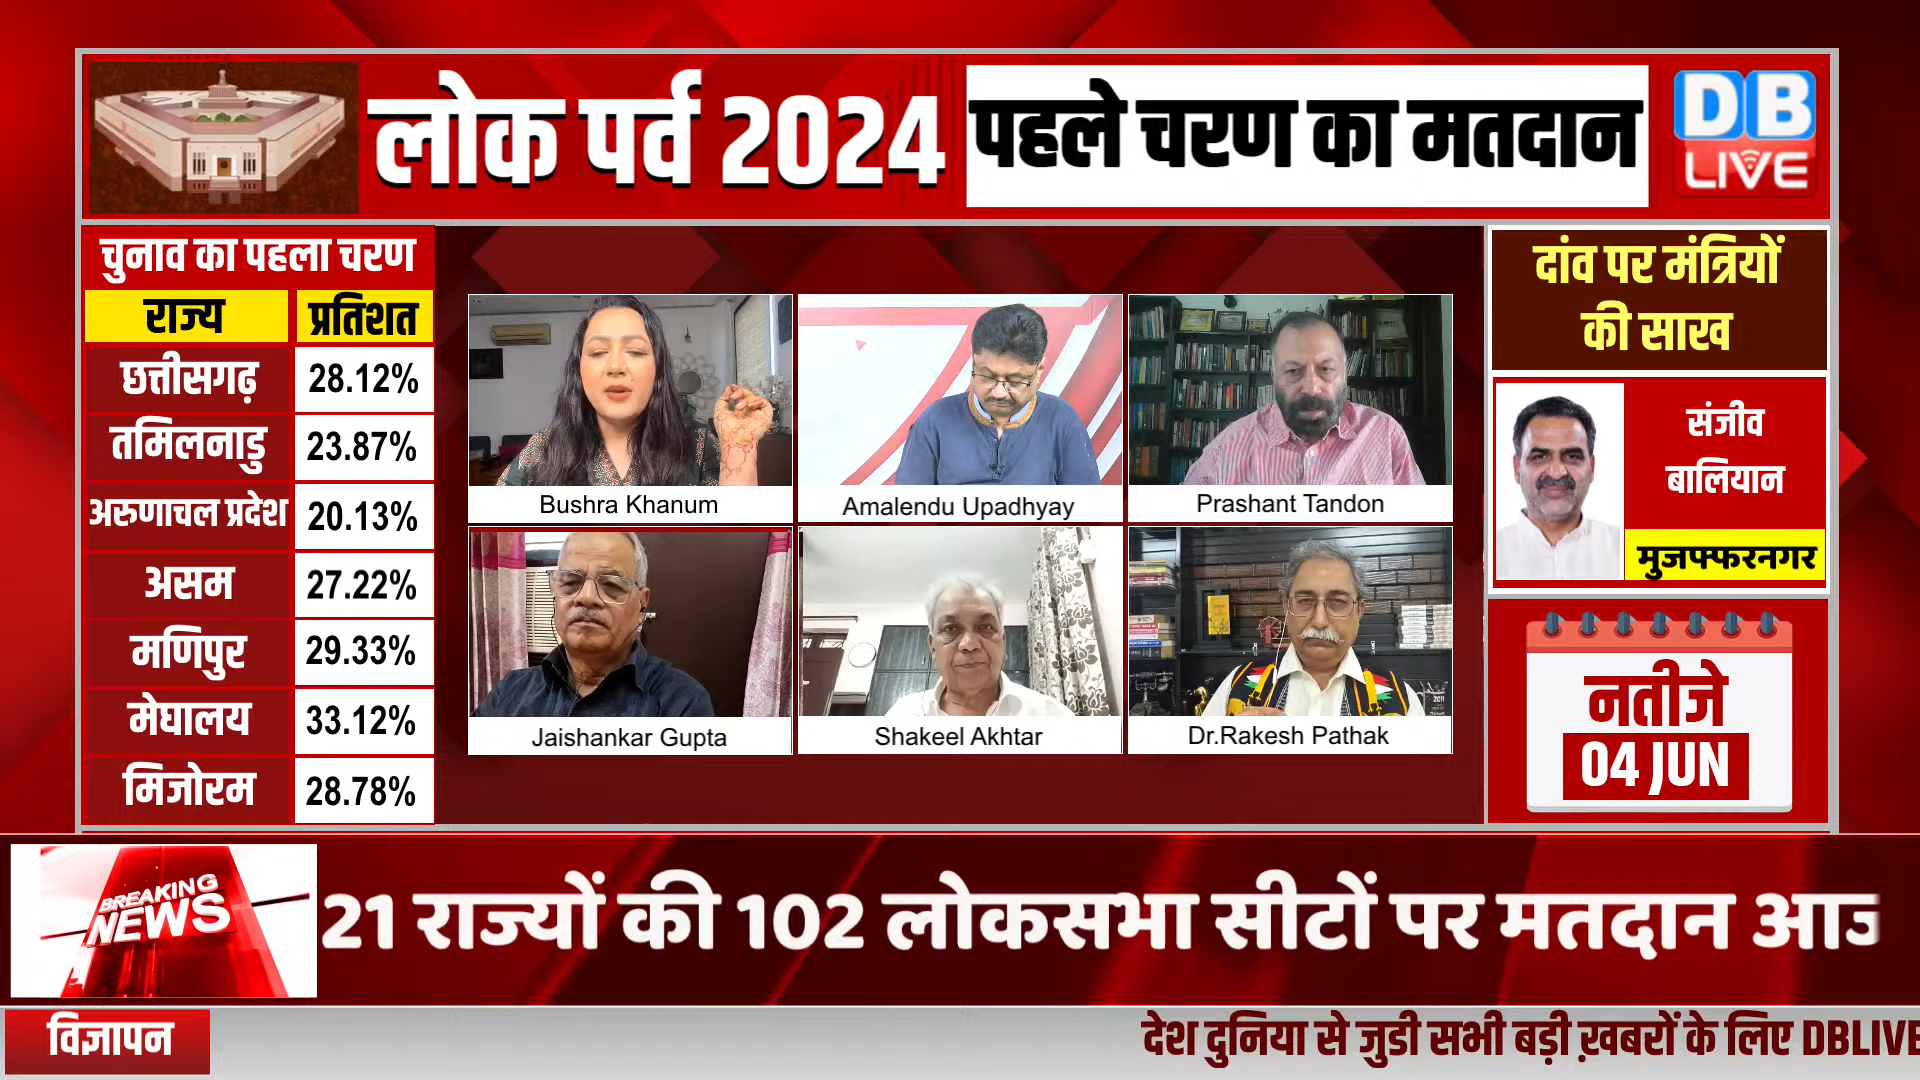 लोक पर्व 2024
पहले चरण का मतदान
DB
LIVE
चुनाव का पहला चरण
राज्य प्रतिशत
छत्तीसगढ़ 28.12%
तमिलनाडु 23.87%
अरुणाचल प्रदेश 20.13%
असम 27.22%
मणिपुर 29.33%
मेघालय 33.12%
मिजोरम 28.78%
Bushra Khanum
Amalendu Upadhyay
Prashant Tandon
Jaishankar Gupta
Shakeel Akhtar
Dr.Rakesh Pathak
दांव पर मंत्रियों
की साख
संजीव
बालियान
मुजफ्फरनगर
नतीजे
04 JUN
BREAKING
NEWS
21 राज्यों की 102 लोकसभा सीटों पर मतदान आज
विज्ञापन
देश दुनिया से जुडी सभी बड़ी ख़बरों के लिए DBLIVE